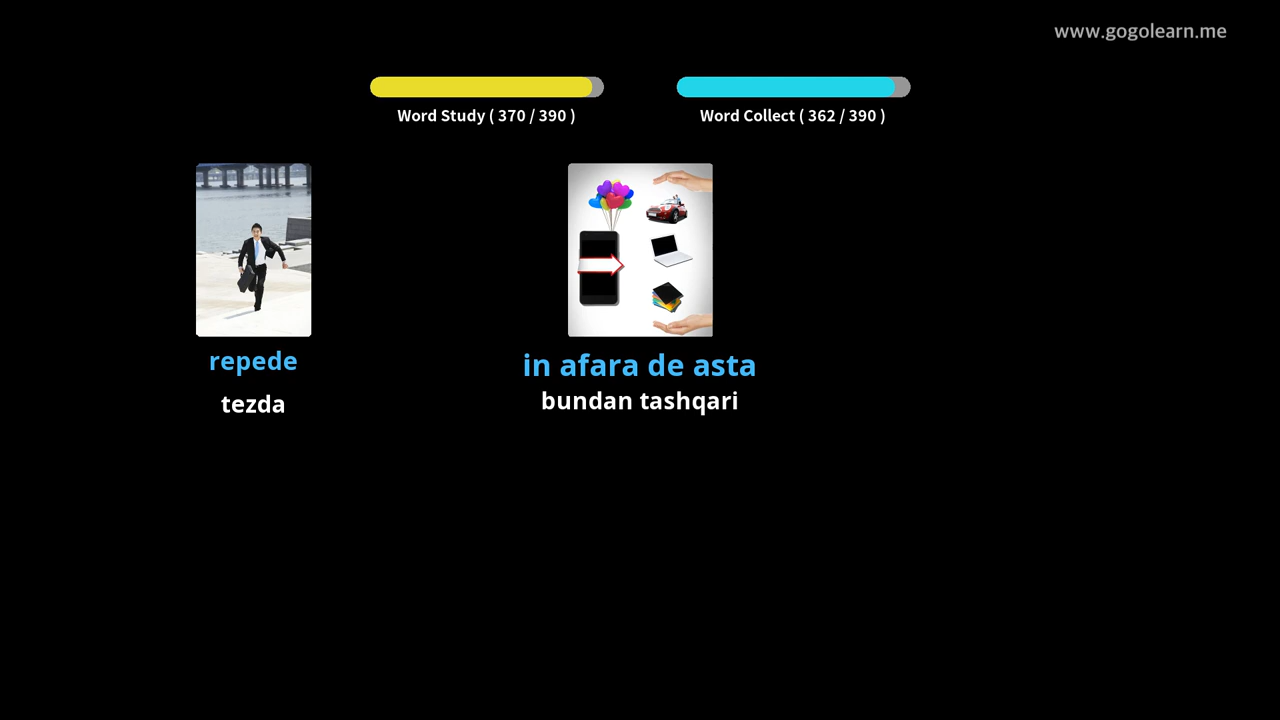 www.gogolearn.me
Word Study ( 370 / 390 )
Word Collect ( 362 / 390 )
repede
tezda
in afara de asta
bundan tashqari